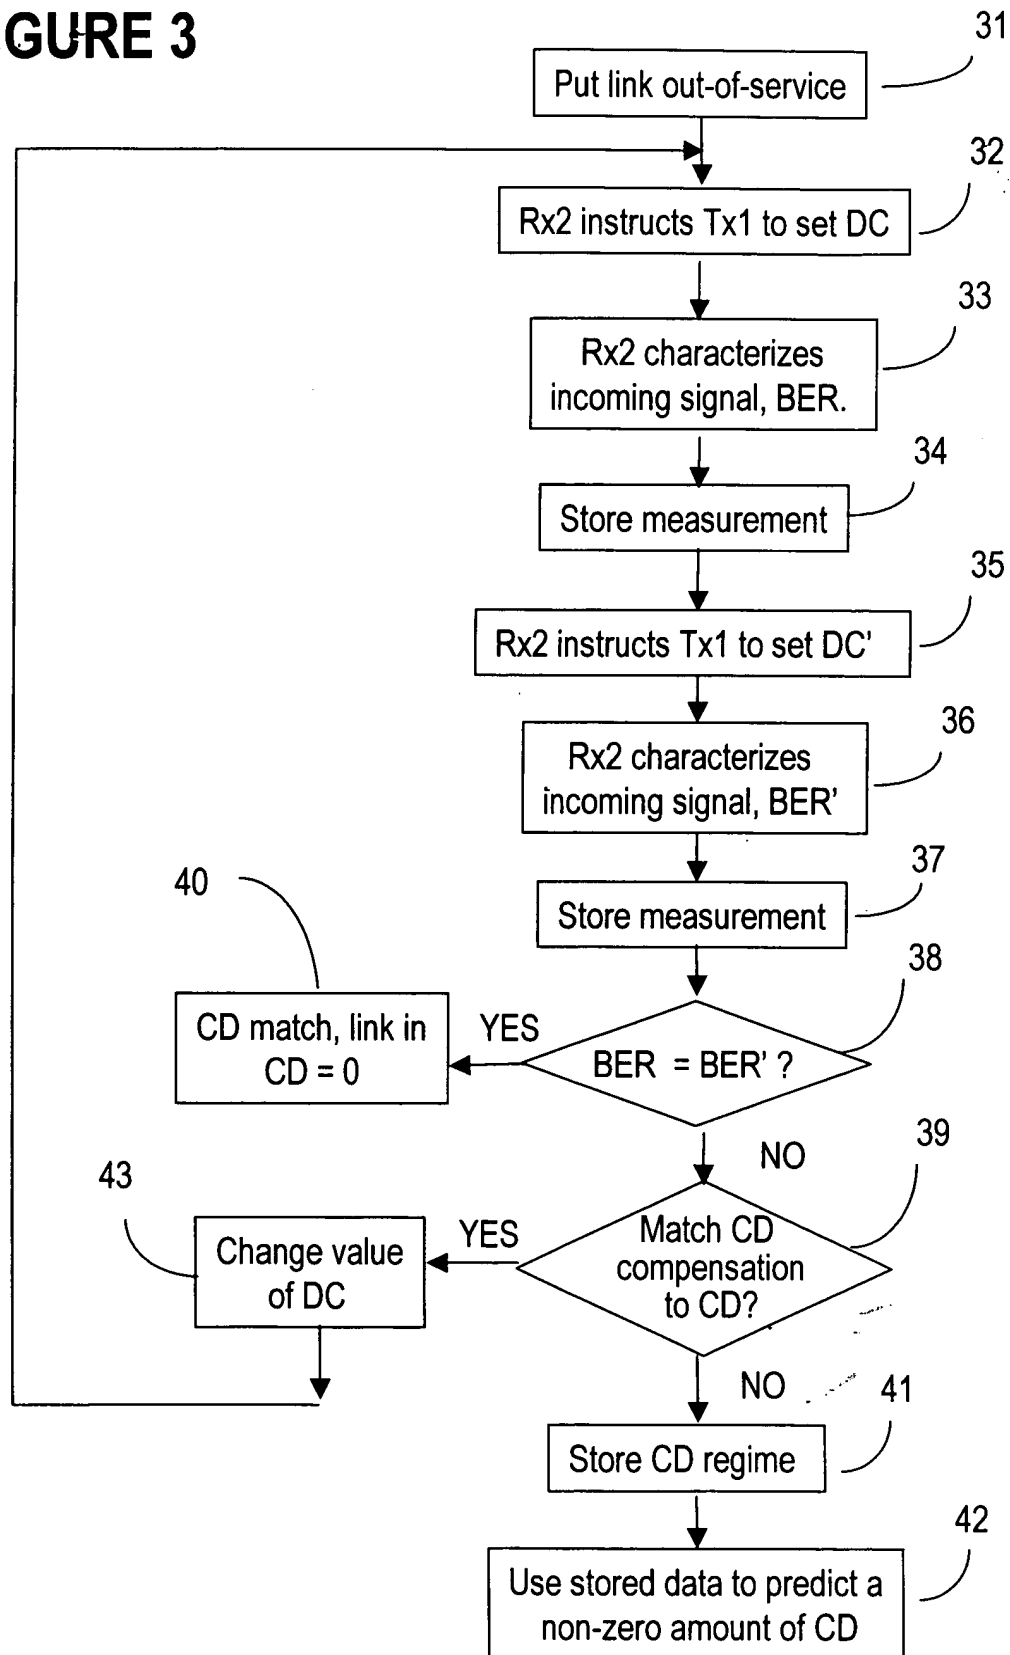 GURE 3
31
Put link out-of-service
32
Rx2 instructs Tx1 to set DC
33
Rx2 characterizes
incoming signal, BER.
34
Store measurement
35
Rx2 instructs Tx1 to set DC'
36
Rx2 characterizes
incoming signal, BER'
37
Store measurement
38
40
CD match, link in
CD = 0
YES
BER = BER' ?
NO
39
43
Change value
of DC
YES
Match CD
compensation
to CD?
NO
41
Store CD regime
42
Use stored data to predict a
non-zero amount of CD